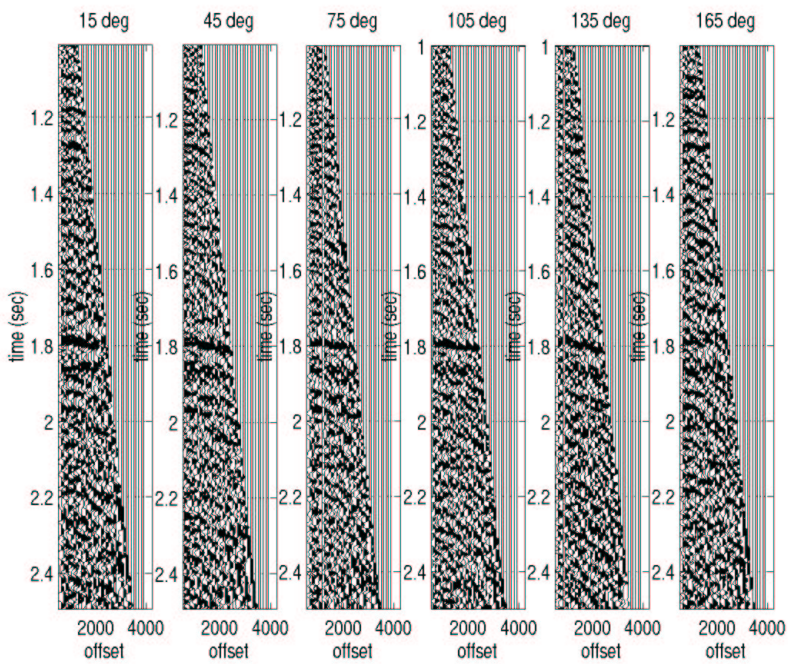 15 deg 45 deg 75 deg 105 deg 135 deg 165 deg
1 1
1.2 1.2 1.2 1.2 1.2 1.2
1.4 1.4 1.4 1.4 1.4 1.4
1.6 1.6 1.6 1.6 1.6 1.6
time (sec) time (sec) time (sec) time (sec) time (sec) time (sec)
1.8 1.8 1.8 1.8 1.8 1.8
2 2 2 2 2 2
2.2 2.2 2.2 2.2 2.2 2.2
2.4 2.4 2.4 2.4 2.4 2.4
2000 4000 2000 4000 2000 4000 2000 4000 2000 4000 2000 4000
offset offset offset offset offset offset